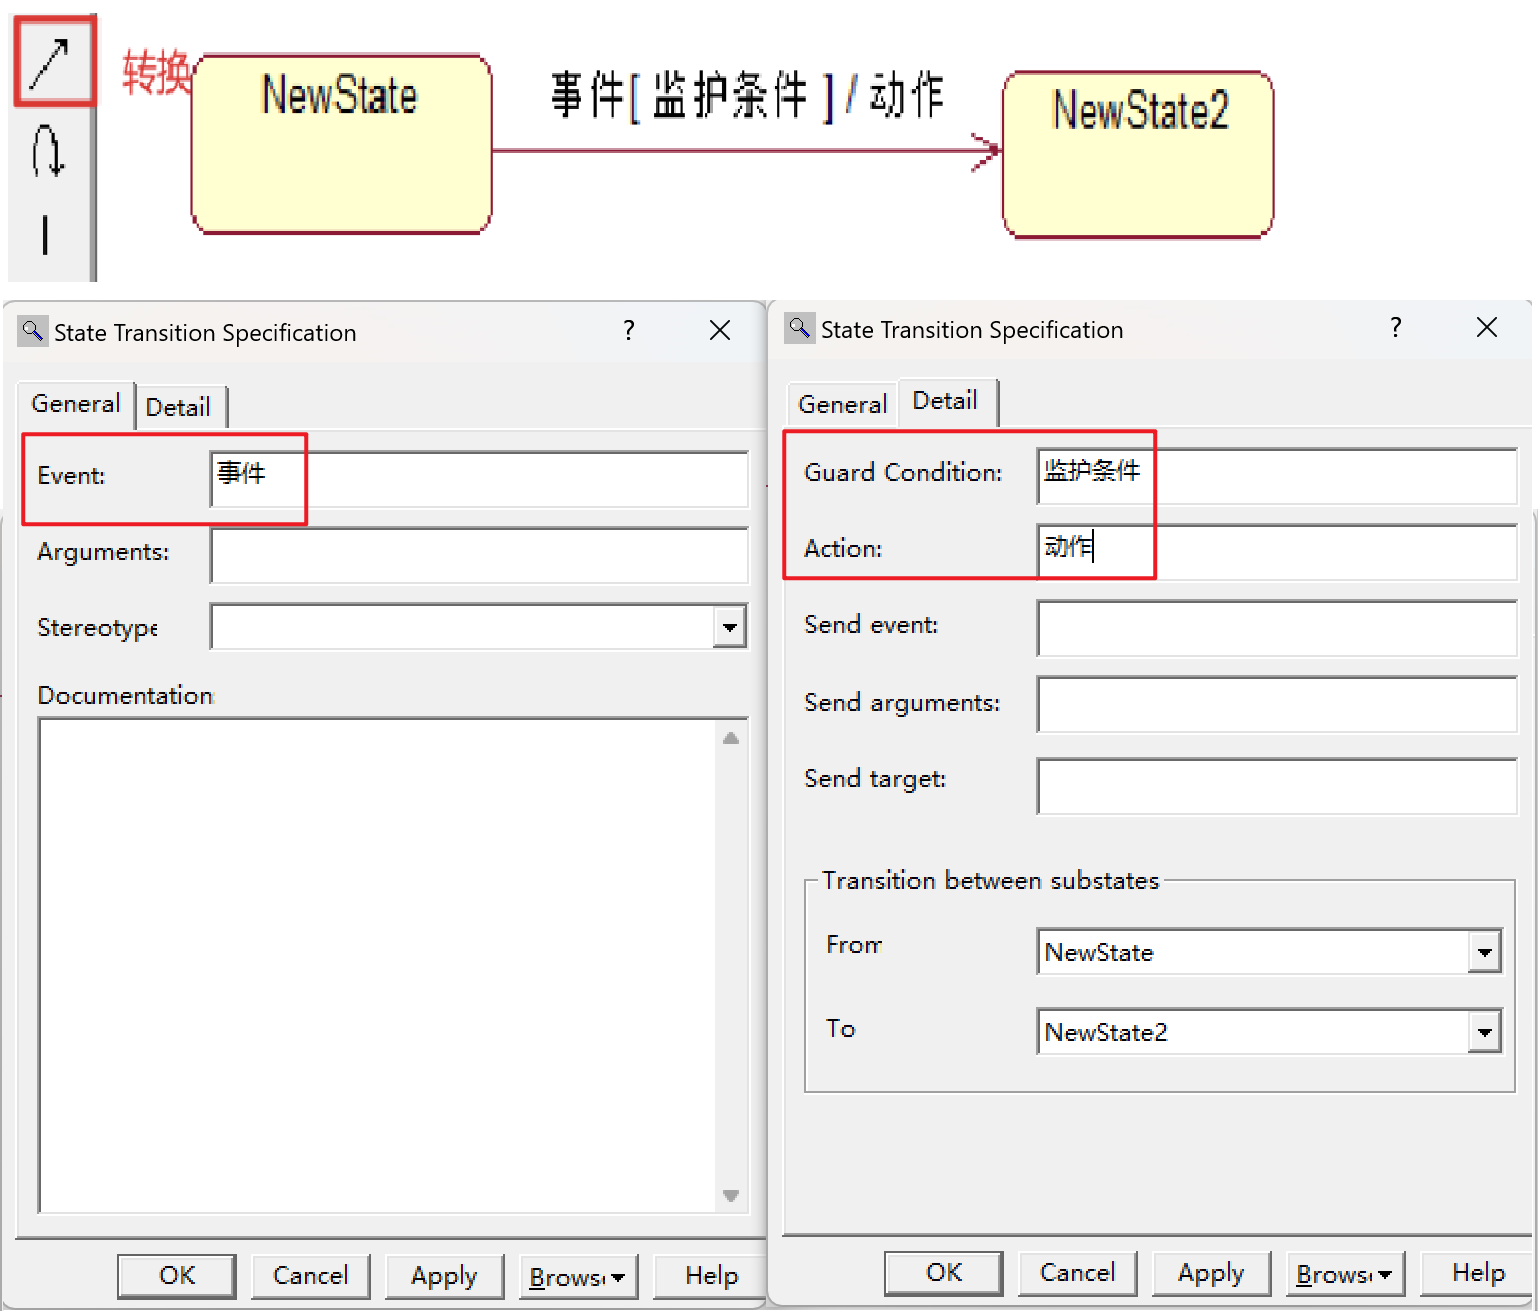 转换
NewState
事件[ 监护条件 ] / 动作
NewState2
State Transition Specification
General
Detail
Event:
事件
Arguments:
Stereotype
Documentation
OK
Cancel
Apply
Brows
Help
State Transition Specification
General
Detail
Guard Condition:
监护条件
Action:
动作
Send event:
Send arguments:
Send target:
Transition between substates
From
NewState
To
NewState2
OK
Cancel
Apply
Brows
Help